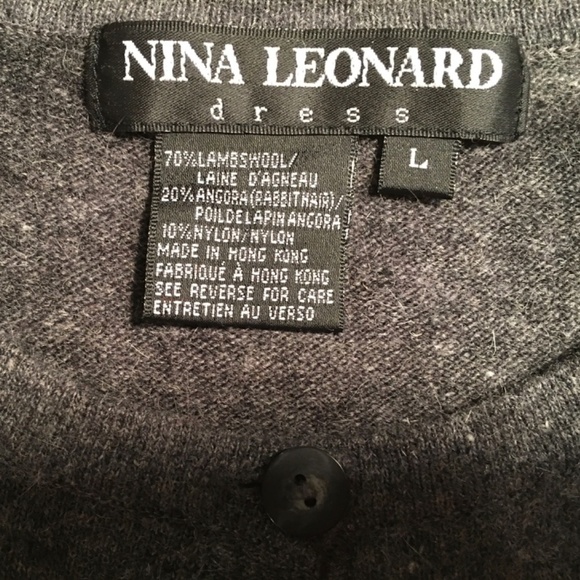 NINA LEONARD
dress
L
70%LAMBSWOOL/
LAINE D'AGNEAU
20%ANGORA(RABBITHAIR)/
POILDELAPINANGORA
10%NYLON/NYLON
MADE IN HONG KONG
FABRIQUÉ À HONG KONG
SEE REVERSE FOR CARE
ENTRETIEN AU VERSO